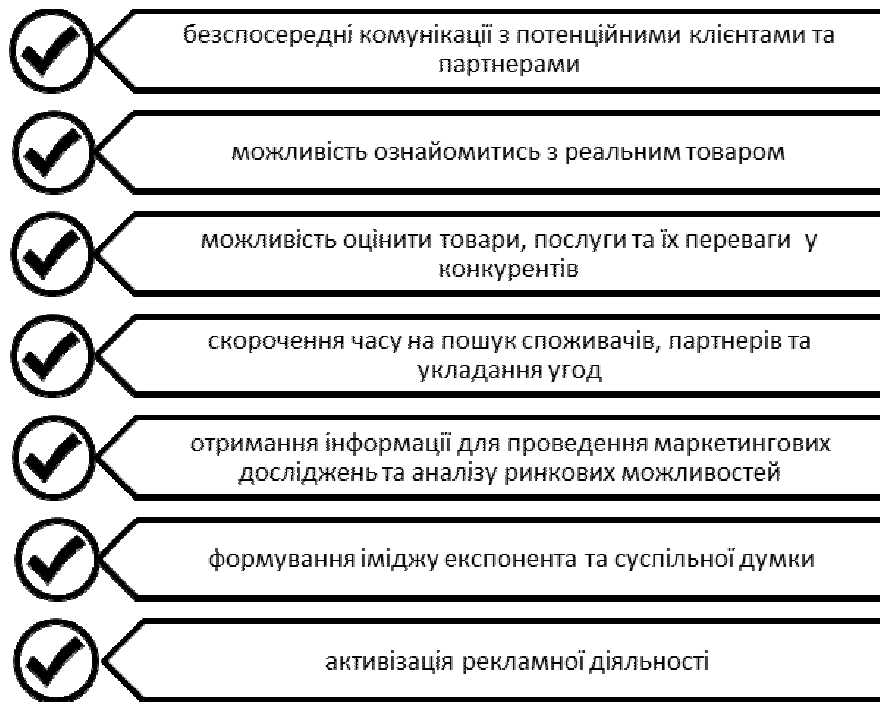 безспосередні комунікації з потенційними клієнтами та
партнерами
можливість ознайомитись з реальним товаром
можливість оцінити товари, послуги та їх переваги у
конкурентів
скорочення часу на пошук споживачів, партнерів та
укладання угод
отримання інформації для проведення маркетингових
досліджень та аналізу ринкових можливостей
формування іміджу експонента та суспільної думки
активізація рекламної діяльності